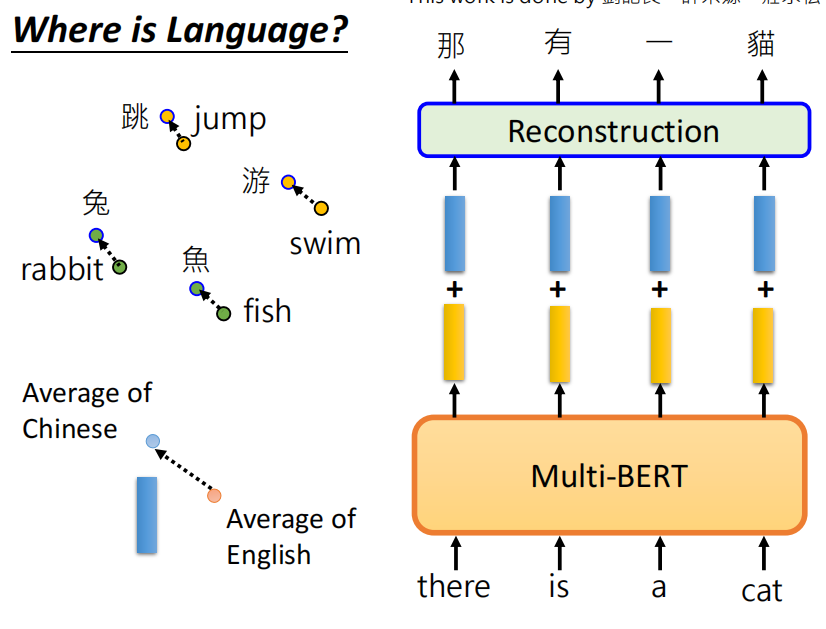 Where is Language?
This work is done by
那 有 一 貓
跳 jump
Reconstruction
游
swim
兔
rabbit
魚
fish
+ + + +
Average of
Chinese
Average of
English
Multi-BERT
there is a cat